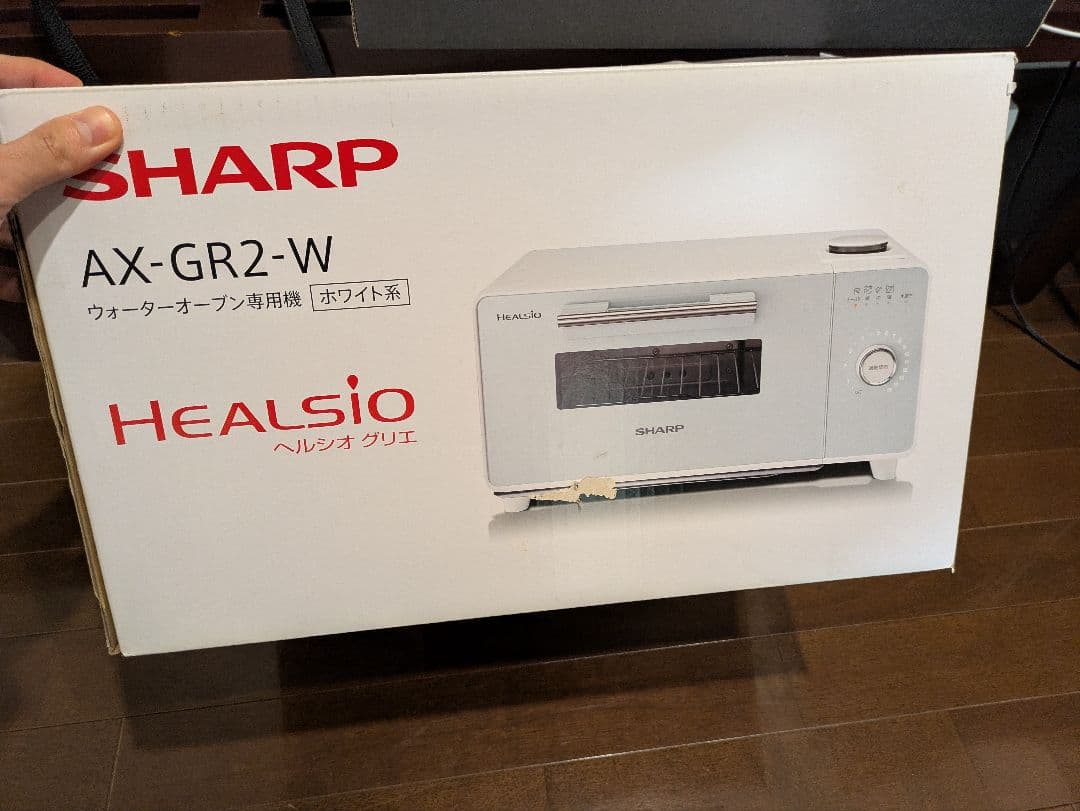 SHARP
AX-GR2-W
ウォーターオーブン専用機 ホワイト系
HEALSiO
ヘルシオ グリエ
HEALSiO
SHARP